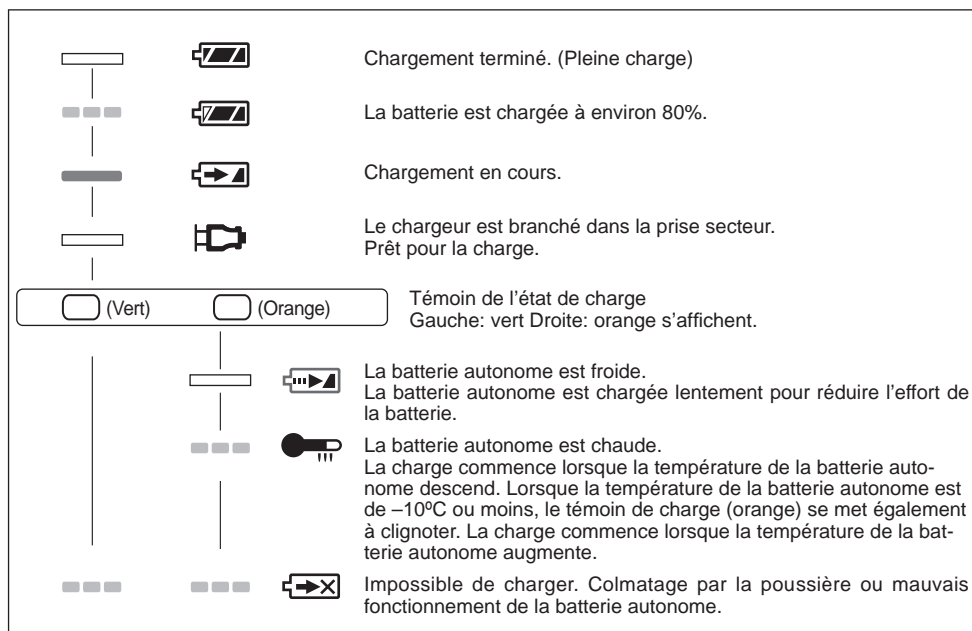 Chargement terminé. (Pleine charge)
La batterie est chargée à environ 80%.
Chargement en cours.
Le chargeur est branché dans la prise secteur.
Prêt pour la charge.
(Vert) (Orange)
Témoin de l’état de charge
Gauche: vert Droite: orange s’affichent.
La batterie autonome est froide.
La batterie autonome est chargée lentement pour réduire l’effort de
la batterie.
La batterie autonome est chaude.
La charge commence lorsque la température de la batterie auto-
nome descend. Lorsque la température de la batterie autonome est
de –10ºC ou moins, le témoin de charge (orange) se met également
à clignoter. La charge commence lorsque la température de la bat-
terie autonome augmente.
Impossible de charger. Colmatage par la poussière ou mauvais
fonctionnement de la batterie autonome.